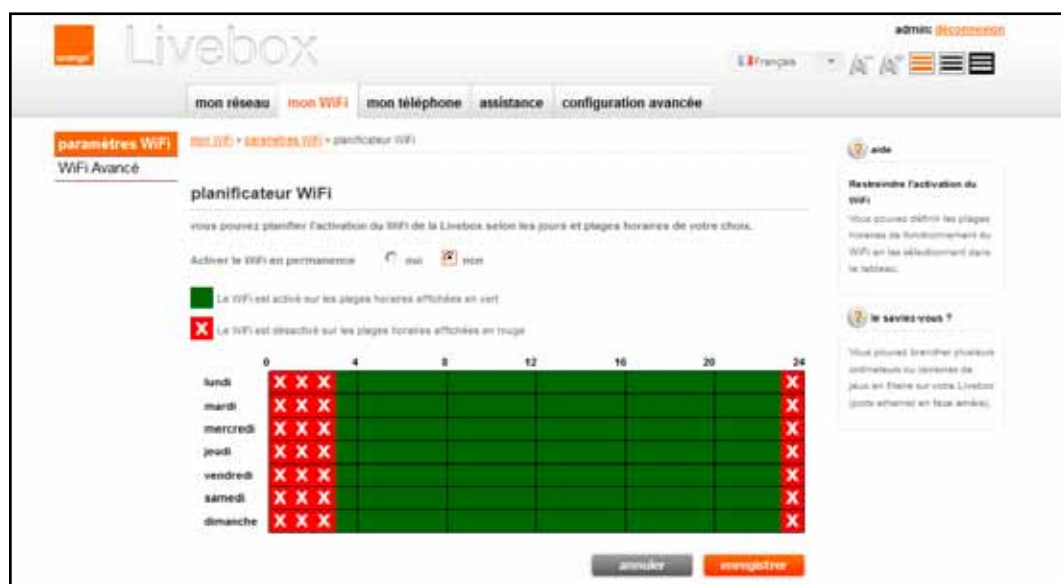 Livebox
orange
admin: déconnexion
Français
A- A+
mon réseau mon WiFi mon téléphone assistance configuration avancée
paramètres WiFi
WiFi Avancé
mon WiFi > paramètres WiFi > planificateur WiFi
planificateur WiFi
vous pouvez planifier l'activation du WiFi de la Livebox selon les jours et plages horaires de votre choix.
Activer le WiFi en permanence oui non
Le WiFi est activé sur les plages horaires affichées en vert
X Le WiFi est désactivé sur les plages horaires affichées en rouge
0 4 8 12 16 20 24
lundi X X X X
mardi X X X X
mercredi X X X X
jeudi X X X X
vendredi X X X X
samedi X X X X
dimanche X X X X
annuler enregistrer
aide
Restreindre l'activation du
WiFi
Vous pouvez définir les plages
horaires de fonctionnement du
WiFi en les sélectionnant dans
le tableau.
le saviez-vous ?
Vous pouvez brancher plusieurs
ordinateurs ou consoles de
jeux en filaire sur votre Livebox
(ports ethernet en face arrière).